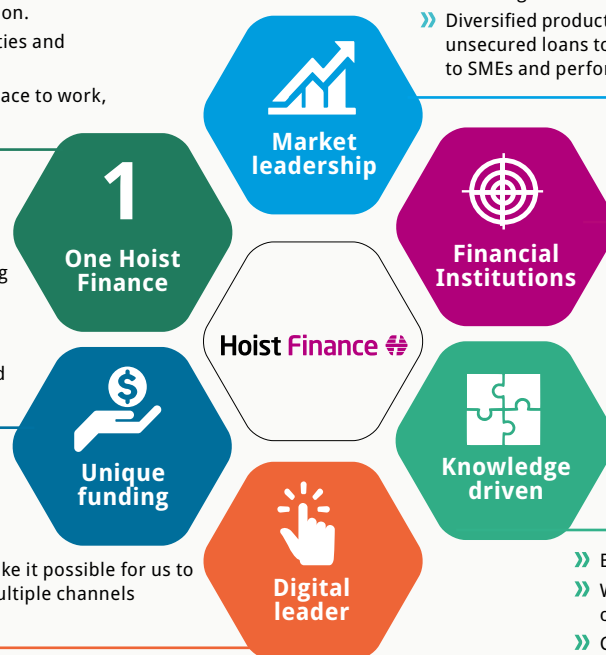 on.
ties and
ace to work,
Diversified product
unsecured loans to
to SMEs and perfor
Market
leadership
1
One Hoist
Finance
Financial
Institutions
g
Hoist Finance
d
Unique
funding
Knowledge
driven
ke it possible for us to
ultiple channels
Digital
leader